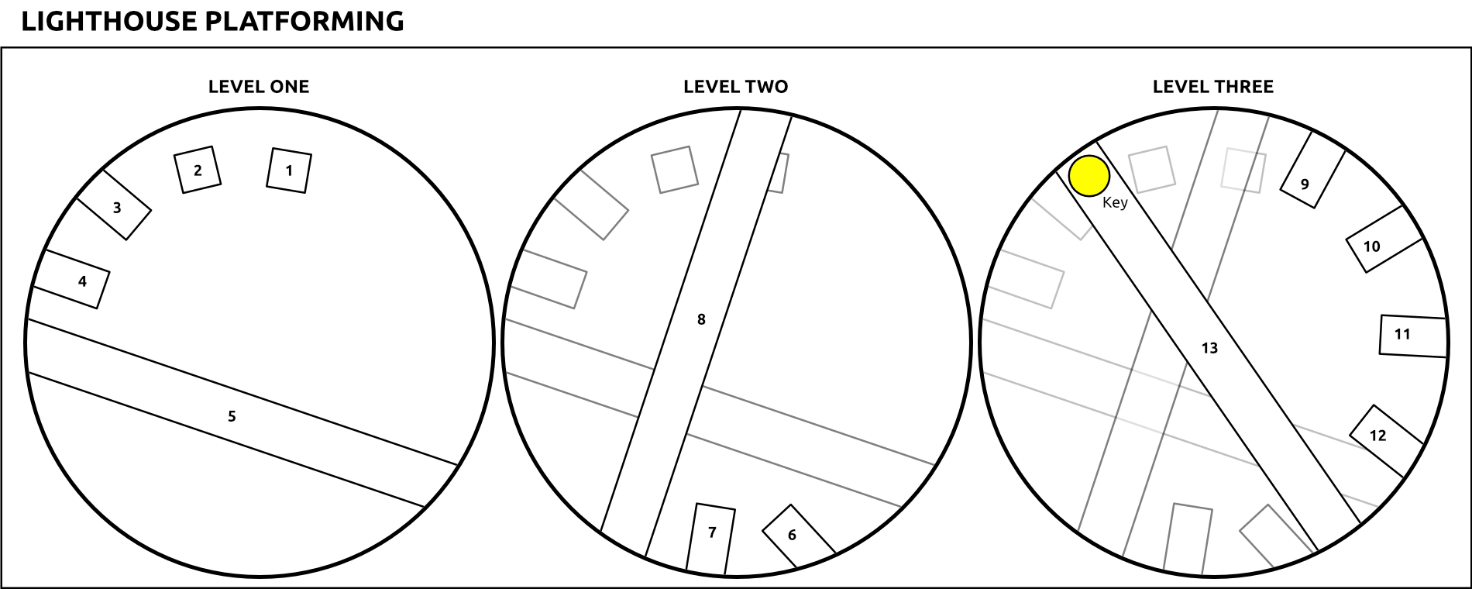 LIGHTHOUSE PLATFORMING
LEVEL ONE
1
2
3
4
5
LEVEL TWO
8
7
6
LEVEL THREE
Key
9
10
11
13
12